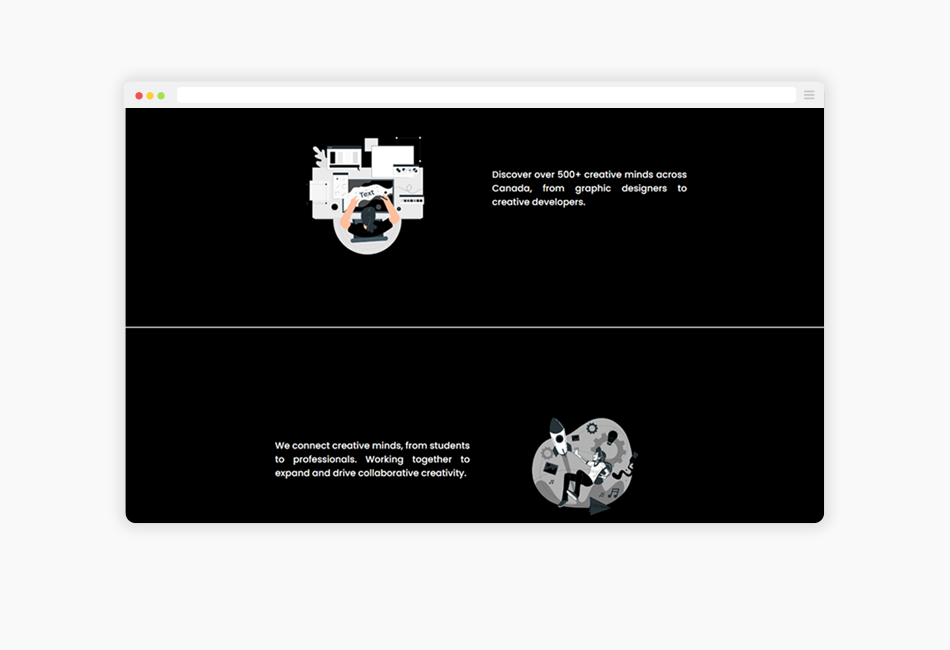 Text
Discover over 500+ creative minds across
Canada, from graphic designers to
creative developers.
We connect creative minds, from students
to professionals. Working together to
expand and drive collaborative creativity.